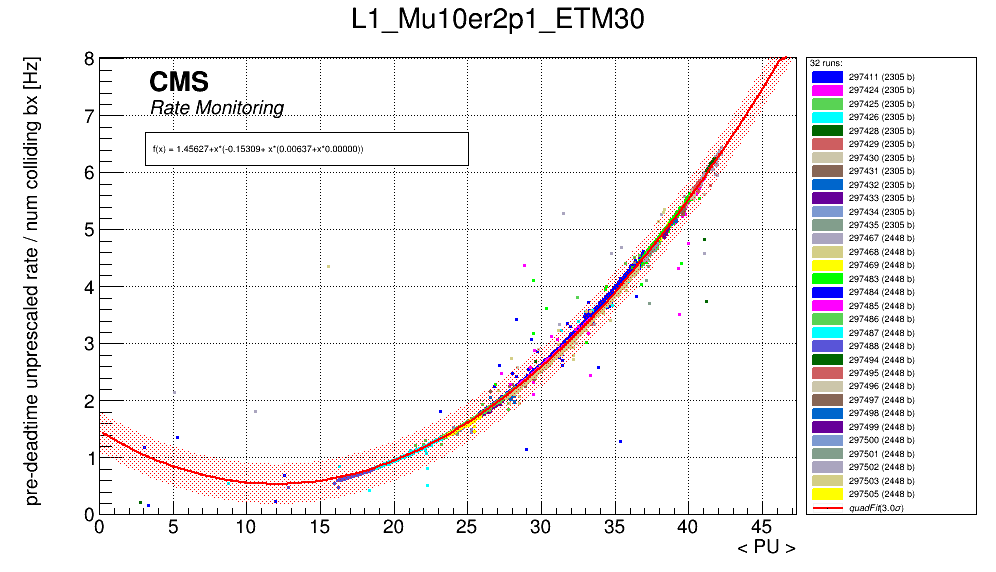 L1_Mu10er2p1_ETM30
pre-deadtime unprescaled rate / num colliding bx [Hz]
8
7
6
5
4
3
2
1
0
CMS
Rate Monitoring
f(x) = 1.45627+x*(-0.15309+ x*(0.00637+x*0.00000))
0 5 10 15 20 25 30 35 40 45
< PU >
32 runs:
297411 (2305 b)
297424 (2305 b)
297425 (2305 b)
297426 (2305 b)
297428 (2305 b)
297429 (2305 b)
297430 (2305 b)
297431 (2305 b)
297432 (2305 b)
297433 (2305 b)
297434 (2305 b)
297435 (2305 b)
297467 (2448 b)
297468 (2448 b)
297469 (2448 b)
297483 (2448 b)
297484 (2448 b)
297485 (2448 b)
297486 (2448 b)
297487 (2448 b)
297488 (2448 b)
297494 (2448 b)
297495 (2448 b)
297496 (2448 b)
297497 (2448 b)
297498 (2448 b)
297499 (2448 b)
297500 (2448 b)
297501 (2448 b)
297502 (2448 b)
297503 (2448 b)
297505 (2448 b)
quadFit(3.0σ)